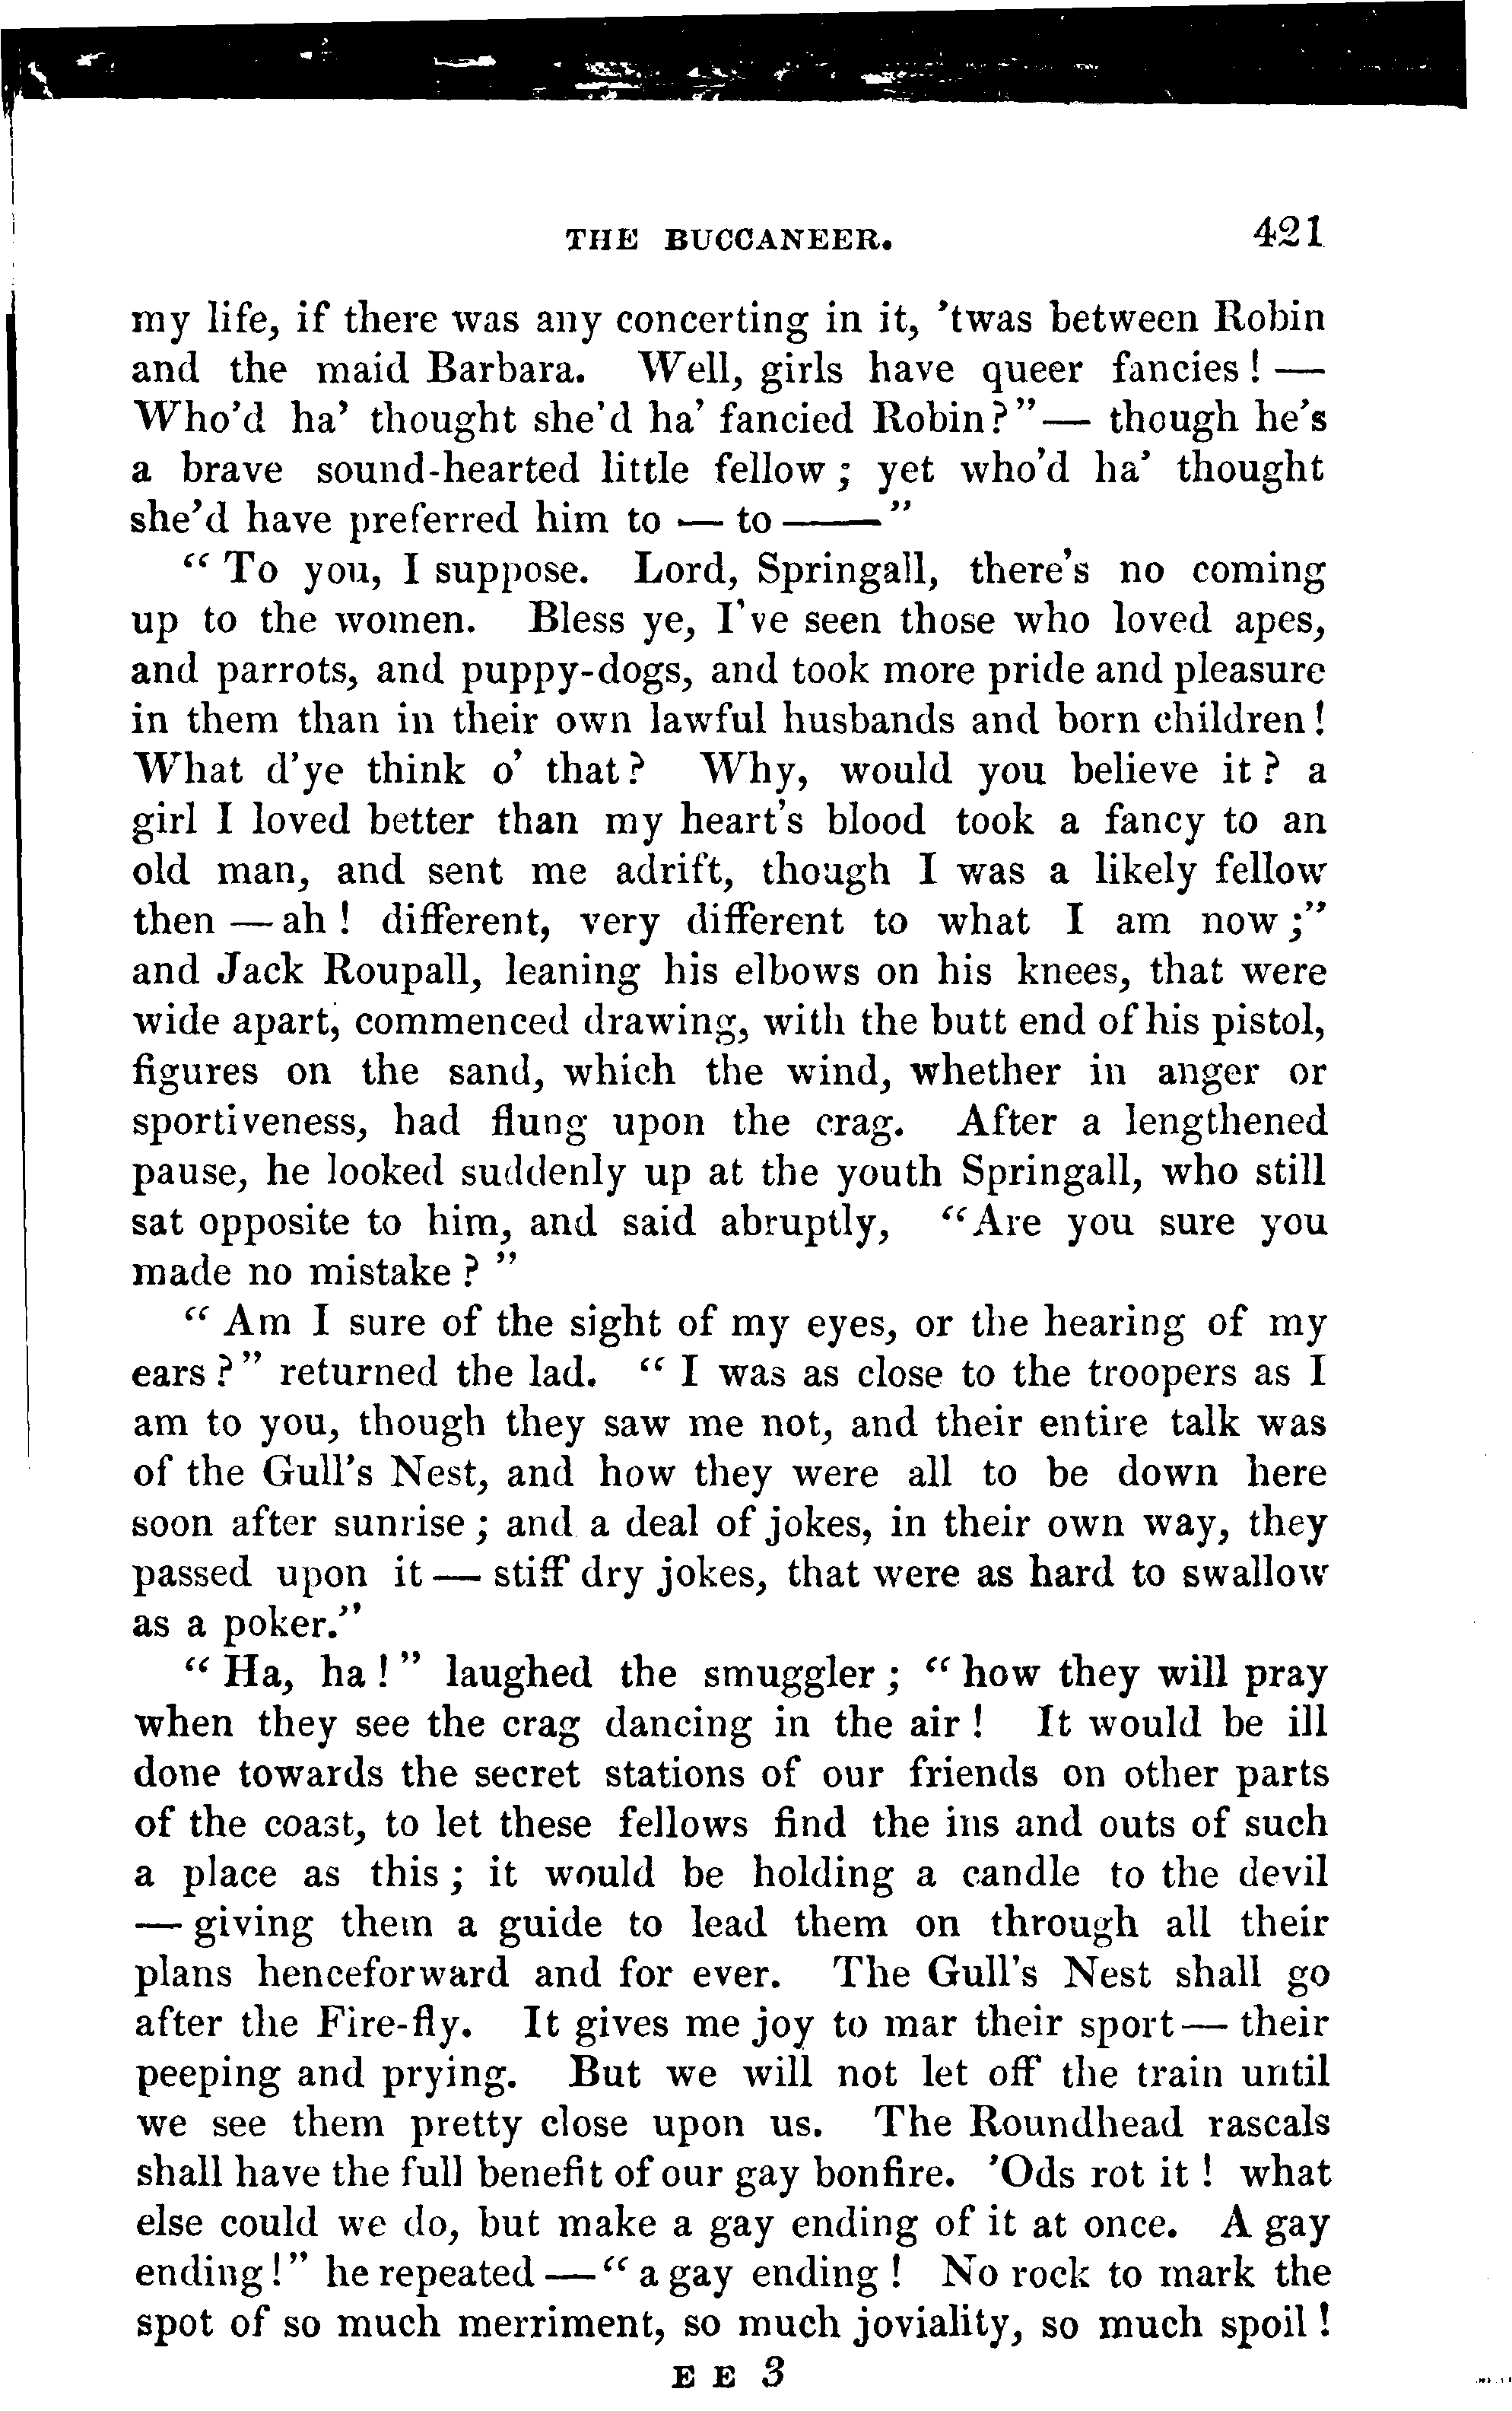 THE BUCCANEER. 421
my life, if there was any concerting in it, 'twas between Robin
and the maid Barbara. Well, girls have queer fancies! —
Who'd ha' thought she'd ha' fancied Robin?"— though he's
a brave sound-hearted little fellow; yet who'd ha' thought
she'd have preferred him to — to ——"
"To you, I suppose. Lord, Springall, there's no coming
up to the women. Bless ye, I've seen those who loved apes,
and parrots, and puppy-dogs, and took more pride and pleasure
in them than in their own lawful husbands and born children!
What d'ye think o' that? Why, would you believe it? a
girl I loved better than my heart's blood took a fancy to an
old man, and sent me adrift, though I was a likely fellow
then — ah! different, very different to what I am now;"
and Jack Roupall, leaning his elbows on his knees, that were
wide apart, commenced drawing, with the butt end of his pistol,
figures on the sand, which the wind, whether in anger or
sportiveness, had flung upon the crag. After a lengthened
pause, he looked suddenly up at the youth Springall, who still
sat opposite to him, and said abruptly, "Are you sure you
made no mistake?"
"Am I sure of the sight of my eyes, or the hearing of my
ears?" returned the lad. "I was as close to the troopers as I
am to you, though they saw me not, and their entire talk was
of the Gull's Nest, and how they were all to be down here
soon after sunrise; and a deal of jokes, in their own way, they
passed upon it — stiff dry jokes, that were as hard to swallow
as a poker."
"Ha, ha!" laughed the smuggler; "how they will pray
when they see the crag dancing in the air! It would be ill
done towards the secret stations of our friends on other parts
of the coast, to let these fellows find the ins and outs of such
a place as this; it would be holding a candle to the devil
— giving them a guide to lead them on through all their
plans henceforward and for ever. The Gull's Nest shall go
after the Fire-fly. It gives me joy to mar their sport — their
peeping and prying. But we will not let off the train until
we see them pretty close upon us. The Roundhead rascals
shall have the full benefit of our gay bonfire. 'Ods rot it! what
else could we do, but make a gay ending of it at once. A gay
ending!" he repeated —"a gay ending! No rock to mark the
spot of so much merriment, so much joviality, so much spoil!
E E 3